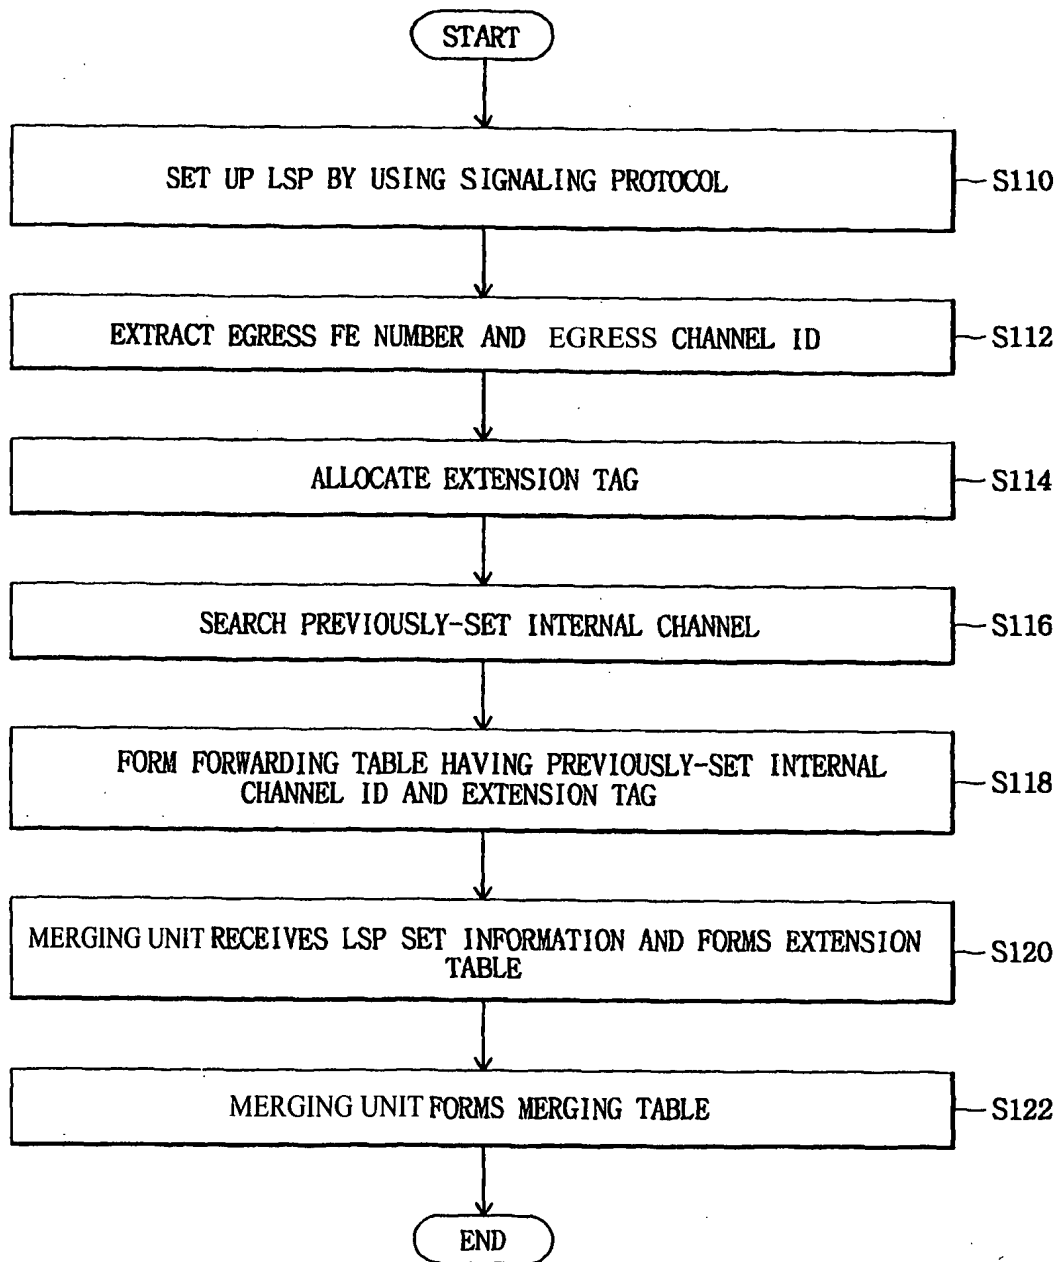 START
SET UP LSP BY USING SIGNALING PROTOCOL
S110
EXTRACT EGRESS FE NUMBER AND EGRESS CHANNEL ID
S112
ALLOCATE EXTENSION TAG
S114
SEARCH PREVIOUSLY-SET INTERNAL CHANNEL
S116
FORM FORWARDING TABLE HAVING PREVIOUSLY-SET INTERNAL
CHANNEL ID AND EXTENSION TAG
S118
MERGING UNIT RECEIVES LSP SET INFORMATION AND FORMS EXTENSION
TABLE
S120
MERGING UNIT FORMS MERGING TABLE
S122
END